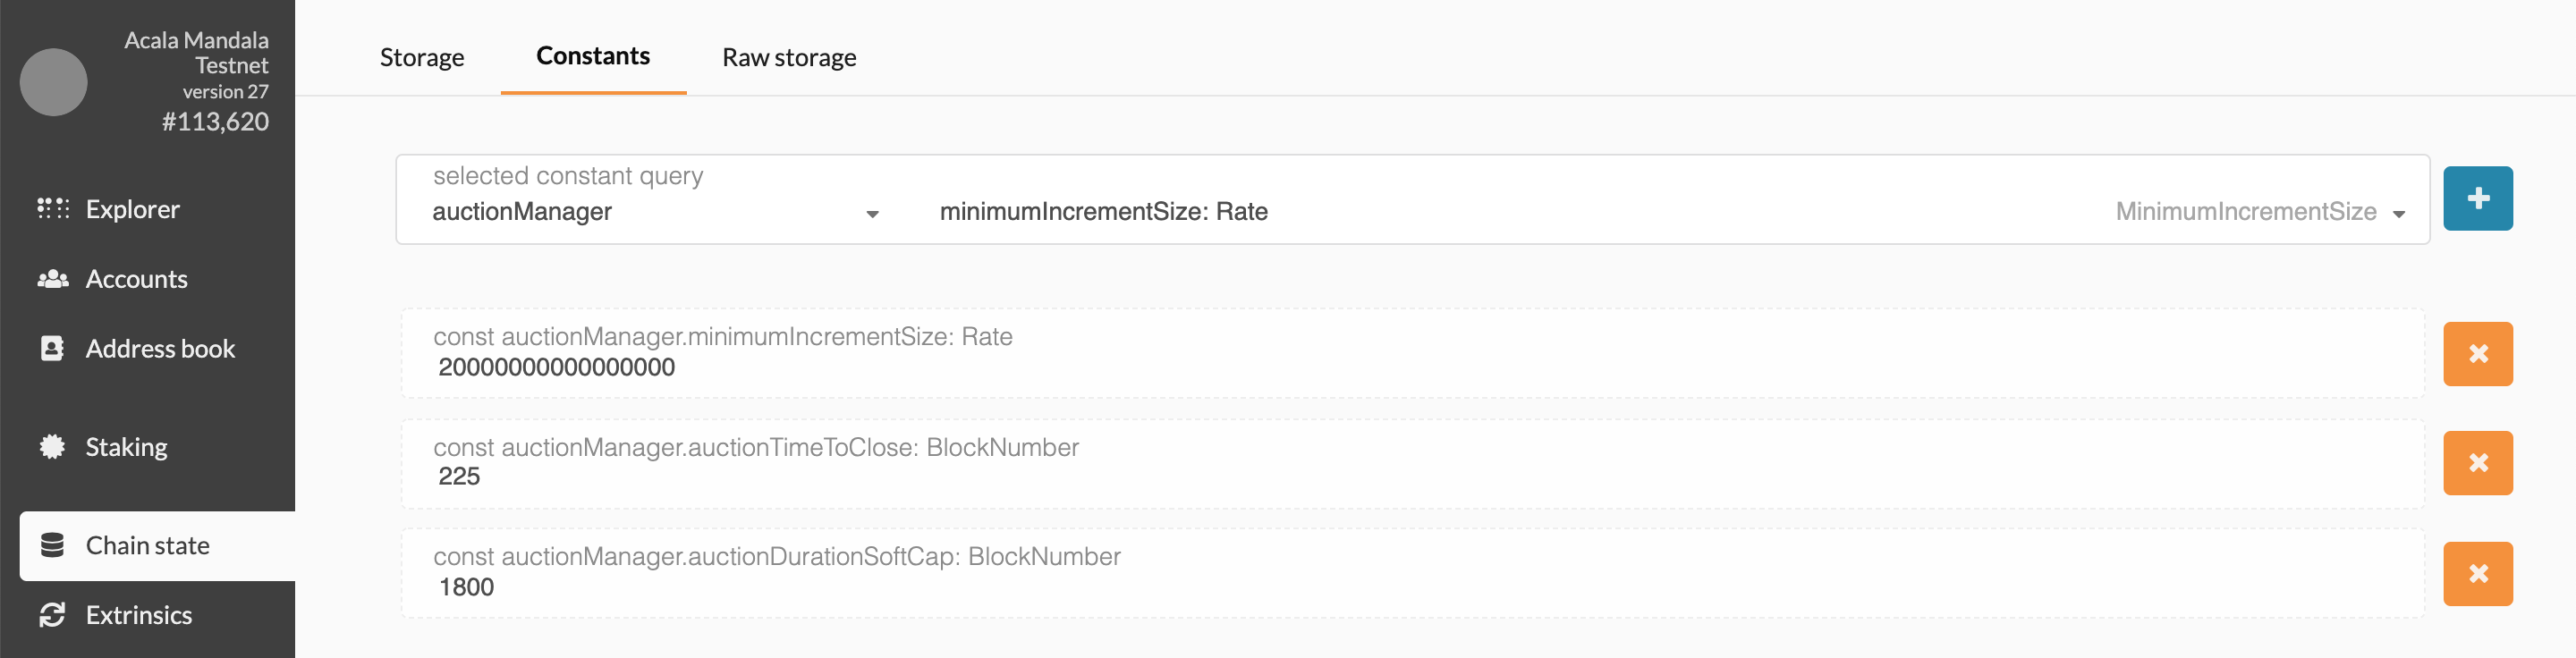 Acala Mandala
Testnet
version 27
#113,620
Explorer
Accounts
Address book
Staking
Chain state
Extrinsics
Storage Constants Raw storage
selected constant query
auctionManager minimumIncrementSize: Rate MinimumIncrementSize
const auctionManager.minimumIncrementSize: Rate
20000000000000000
const auctionManager.auctionTimeToClose: BlockNumber
225
const auctionManager.auctionDurationSoftCap: BlockNumber
1800